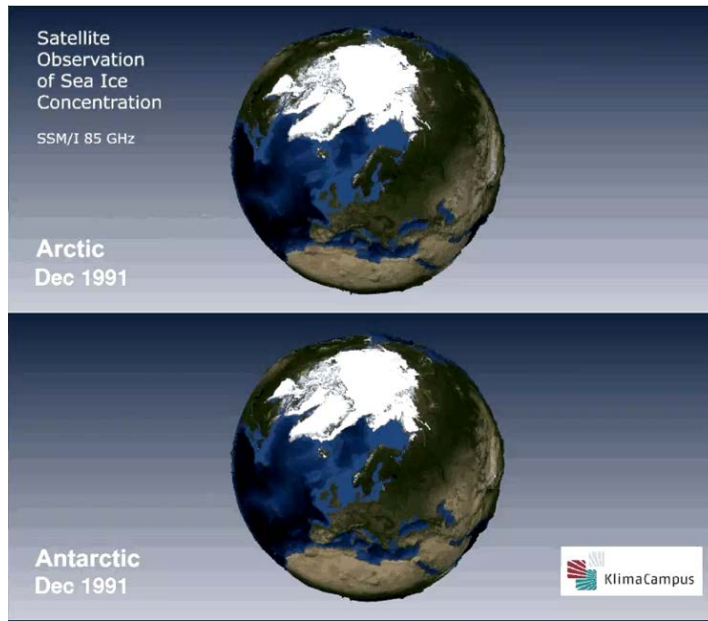 Satellite
Observation
of Sea Ice
Concentration
SSM/I 85 GHz
Arctic
Dec 1991
Antarctic
Dec 1991
KlimaCampus